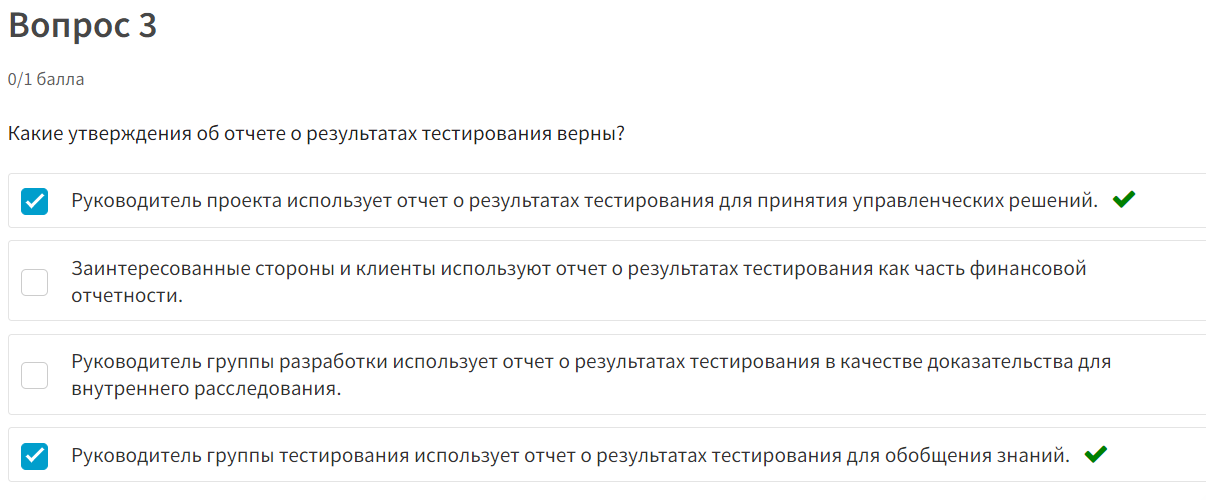 Вопрос 3
0/1 балла
Какие утверждения об отчете о результатах тестирования верны?
Руководитель проекта использует отчет о результатах тестирования для принятия управленческих решений.
Заинтересованные стороны и клиенты используют отчет о результатах тестирования как часть финансовой
отчетности.
Руководитель группы разработки использует отчет о результатах тестирования в качестве доказательства для
внутреннего расследования.
Руководитель группы тестирования использует отчет о результатах тестирования для обобщения знаний.